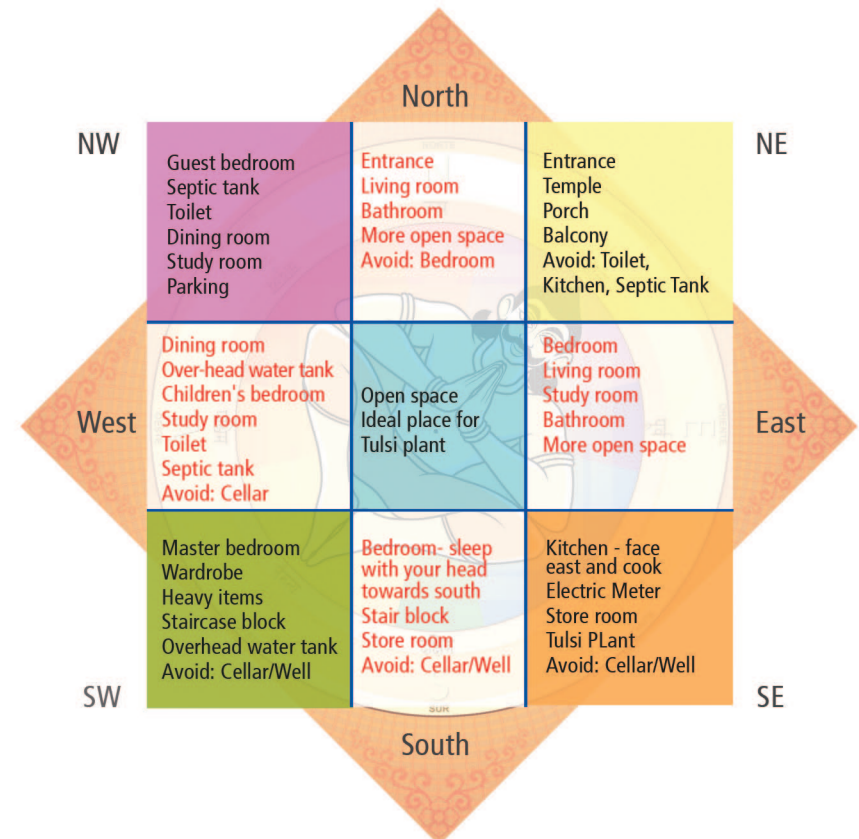 North
NW
NE
Guest bedroom
Septic tank
Toilet
Dining room
Study room
Parking
Entrance
Living room
Bathroom
More open space
Avoid: Bedroom
Entrance
Temple
Porch
Balcony
Avoid: Toilet,
Kitchen, Septic Tank
West
Dining room
Over-head water tank
Children's bedroom
Study room
Toilet
Septic tank
Avoid: Cellar
Open space
Ideal place for
Tulsi plant
Bedroom
Living room
Study room
Bathroom
More open space
East
Master bedroom
Wardrobe
Heavy items
Staircase block
Overhead water tank
Avoid: Cellar/Well
Bedroom- sleep
with your head
towards south
Stair block
Store room
Avoid: Cellar/Well
Kitchen - face
east and cook
Electric Meter
Store room
Tulsi PLant
Avoid: Cellar/Well
SW
SE
South